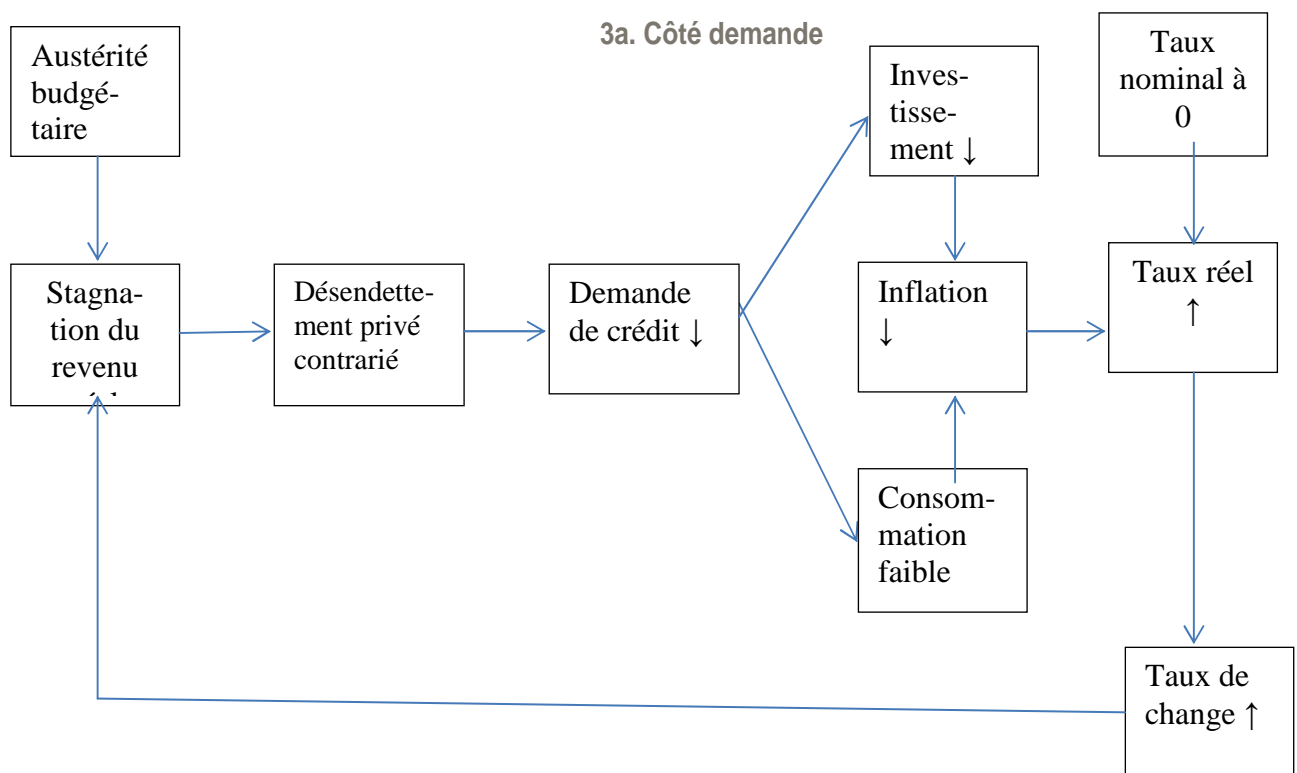 3a. Côté demande
Austérité
budgé-
taire
Inves-
tisse-
ment ↓
Taux
nominal à
0
Stagna-
tion du
revenu
Désendette-
ment privé
contrarié
Demande
de crédit ↓
Inflation
↓
Taux réel
↑
Consom-
mation
faible
Taux de
change ↑